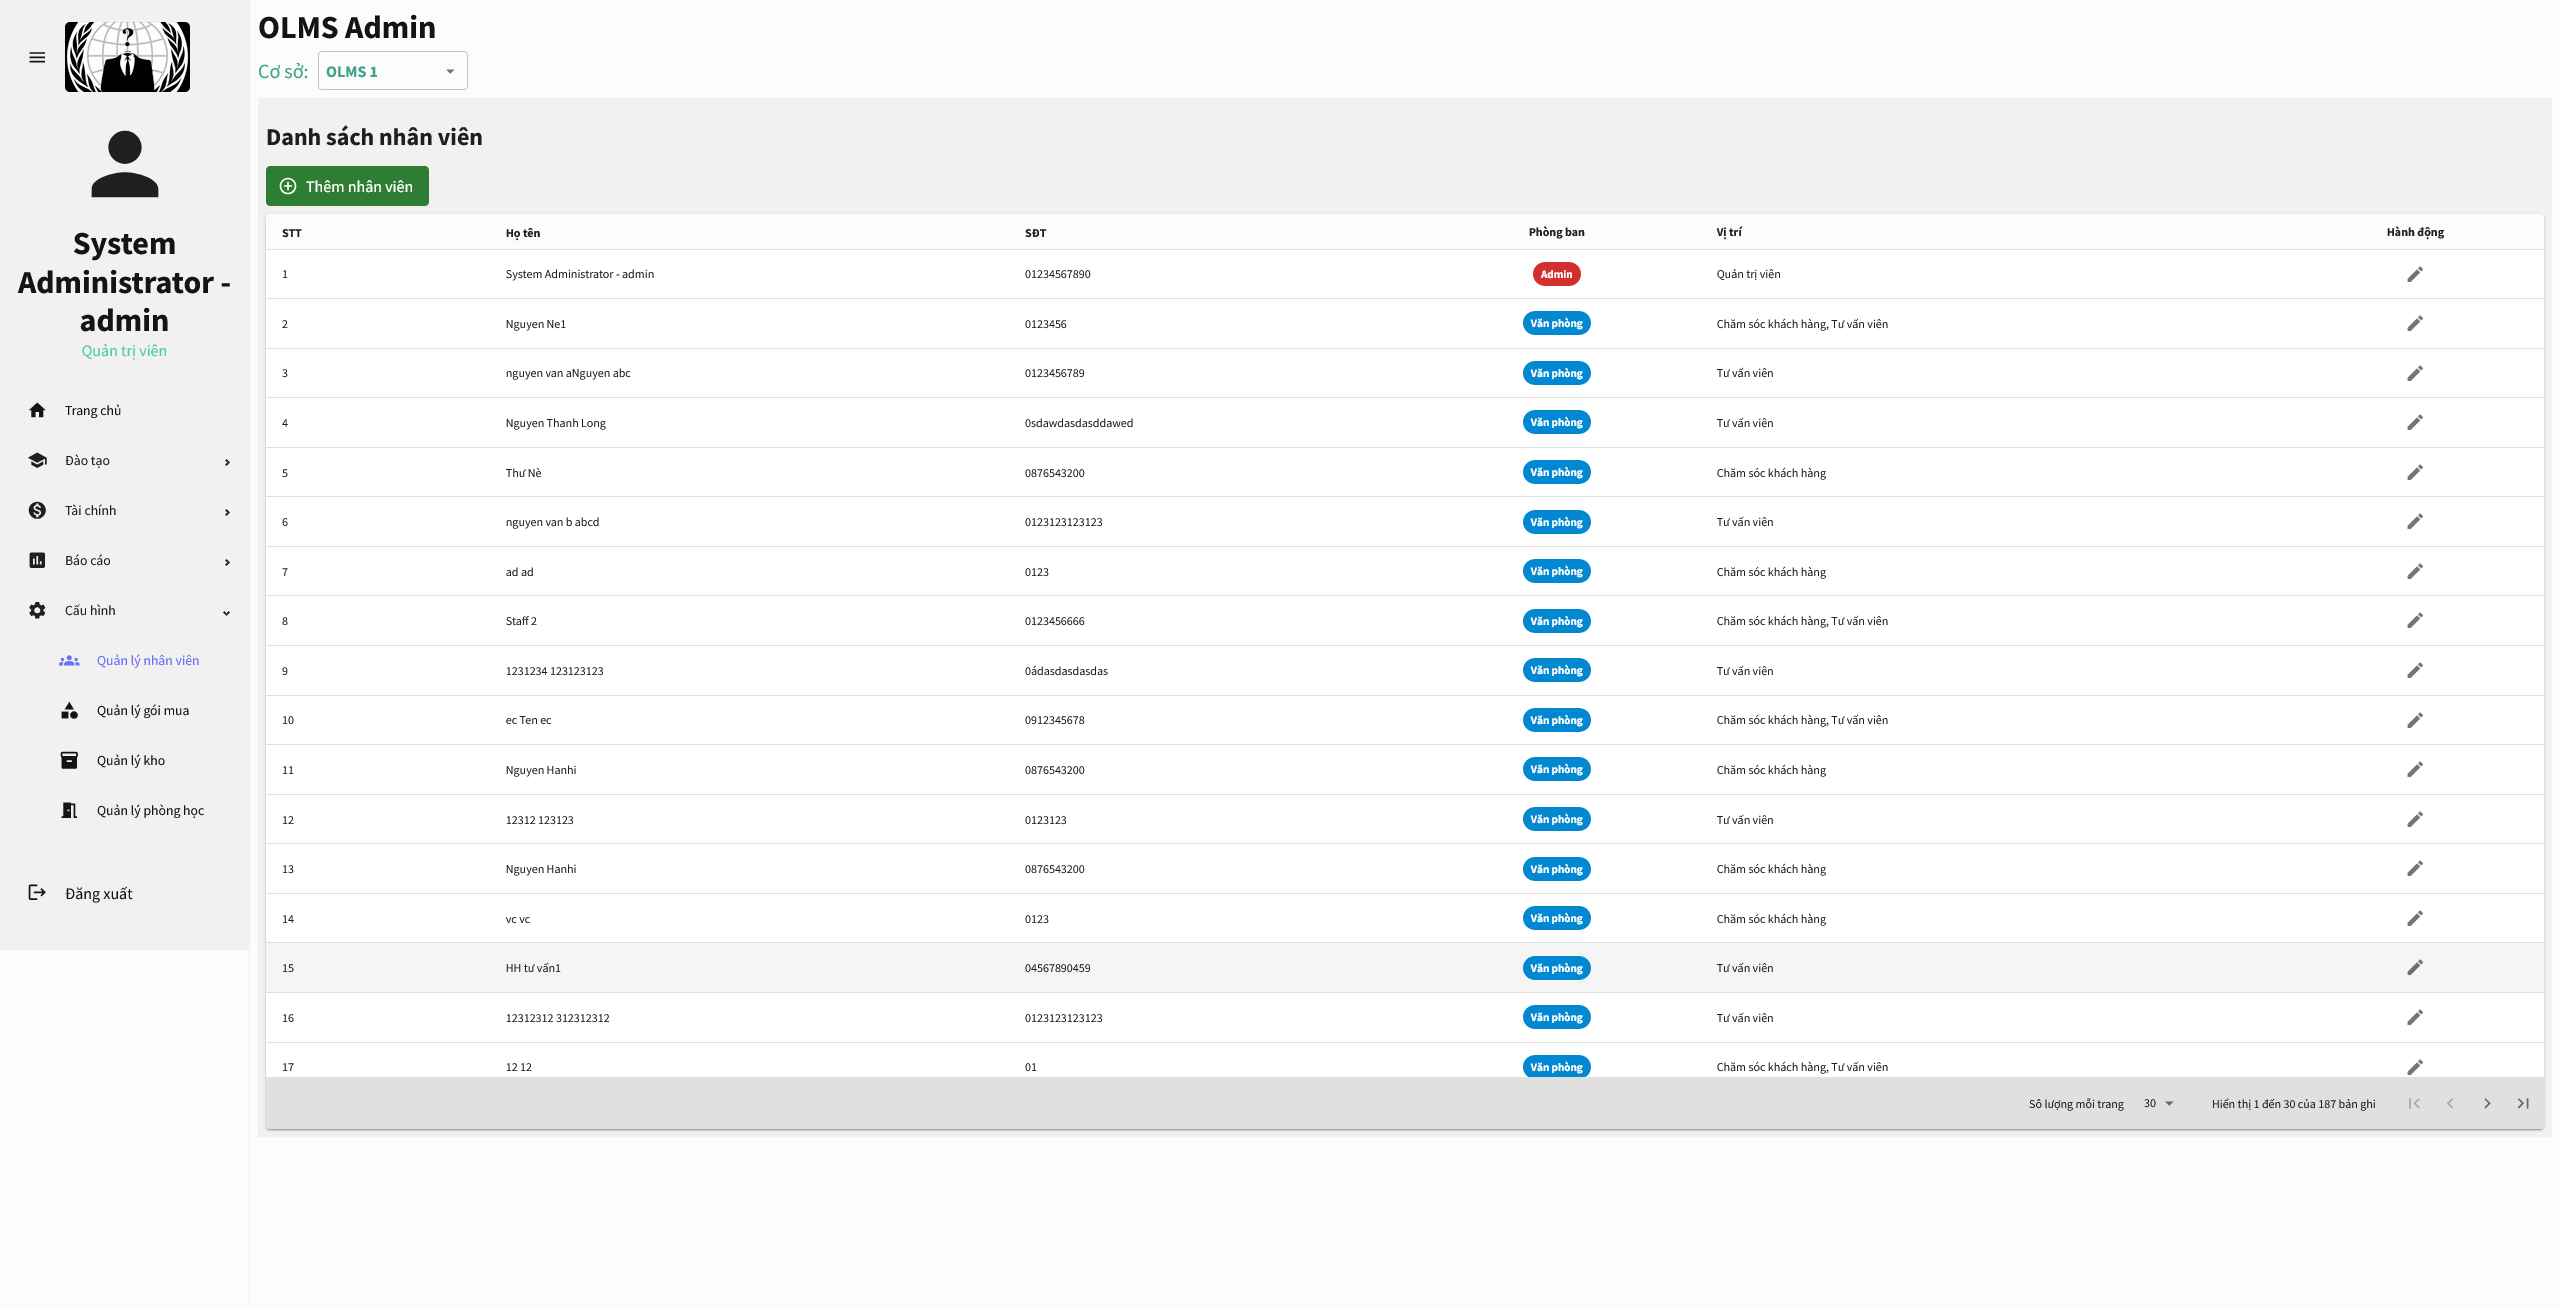 OLMS Admin
Cơ sở: OLMS 1
System
Administrator -
admin
Quản trị viên
Trang chủ
Đào tạo
Tài chính
Báo cáo
Cấu hình
Quản lý nhân viên
Quản lý gói mua
Quản lý kho
Quản lý phòng học
Đăng xuất
Danh sách nhân viên
Thêm nhân viên
STT Họ tên SĐT Phòng ban Vị trí Hành động
1 System Administrator - admin 01234567890 Admin Quản trị viên
2 Nguyen Ne1 0123456 Văn phòng Chăm sóc khách hàng, Tư vấn viên
3 nguyen van aNguyen abc 0123456789 Văn phòng Tư vấn viên
4 Nguyen Thanh Long 0sdawdasdasddawed Văn phòng Tư vấn viên
5 Thư Nè 0876543200 Văn phòng Chăm sóc khách hàng
6 nguyen van b abcd 0123123123123 Văn phòng Tư vấn viên
7 ad ad 0123 Văn phòng Chăm sóc khách hàng
8 Staff 2 0123456666 Văn phòng Chăm sóc khách hàng, Tư vấn viên
9 1231234 123123123 0ádasdasdasdas Văn phòng Tư vấn viên
10 ec Ten ec 0912345678 Văn phòng Chăm sóc khách hàng, Tư vấn viên
11 Nguyen Hanhi 0876543200 Văn phòng Chăm sóc khách hàng
12 12312 123123 0123123 Văn phòng Tư vấn viên
13 Nguyen Hanhi 0876543200 Văn phòng Chăm sóc khách hàng
14 vc vc 0123 Văn phòng Chăm sóc khách hàng
15 HH tư vấn1 04567890459 Văn phòng Tư vấn viên
16 12312312 312312312 0123123123123 Văn phòng Tư vấn viên
17 12 12 01 Văn phòng Chăm sóc khách hàng, Tư vấn viên
Số lượng mỗi trang 30 Hiển thị 1 đến 30 của 187 bản ghi